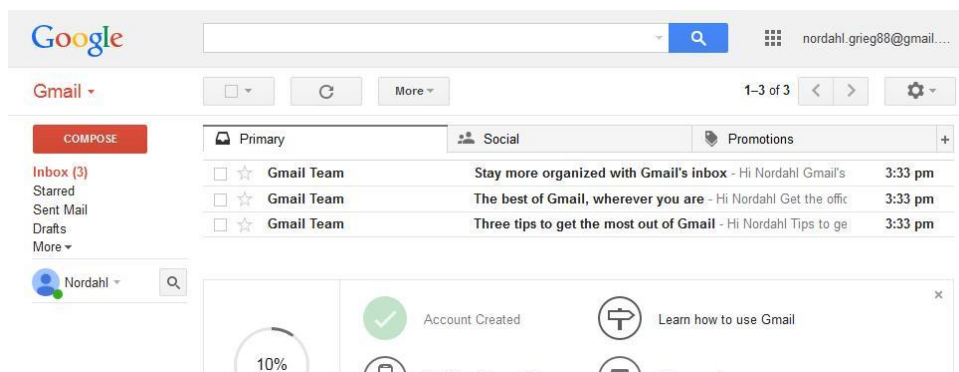 Google
nordahl.grieg88@gmail....
Gmail
More
1–3 of 3
COMPOSE
Primary
Social
Promotions
+
Inbox (3)
Starred
Sent Mail
Drafts
More
Gmail Team Stay more organized with Gmail's inbox - Hi Nordahl Gmail's 3:33 pm
Gmail Team The best of Gmail, wherever you are - Hi Nordahl Get the offic 3:33 pm
Gmail Team Three tips to get the most out of Gmail - Hi Nordahl Tips to ge 3:33 pm
Nordahl
Account Created
Learn how to use Gmail
10%